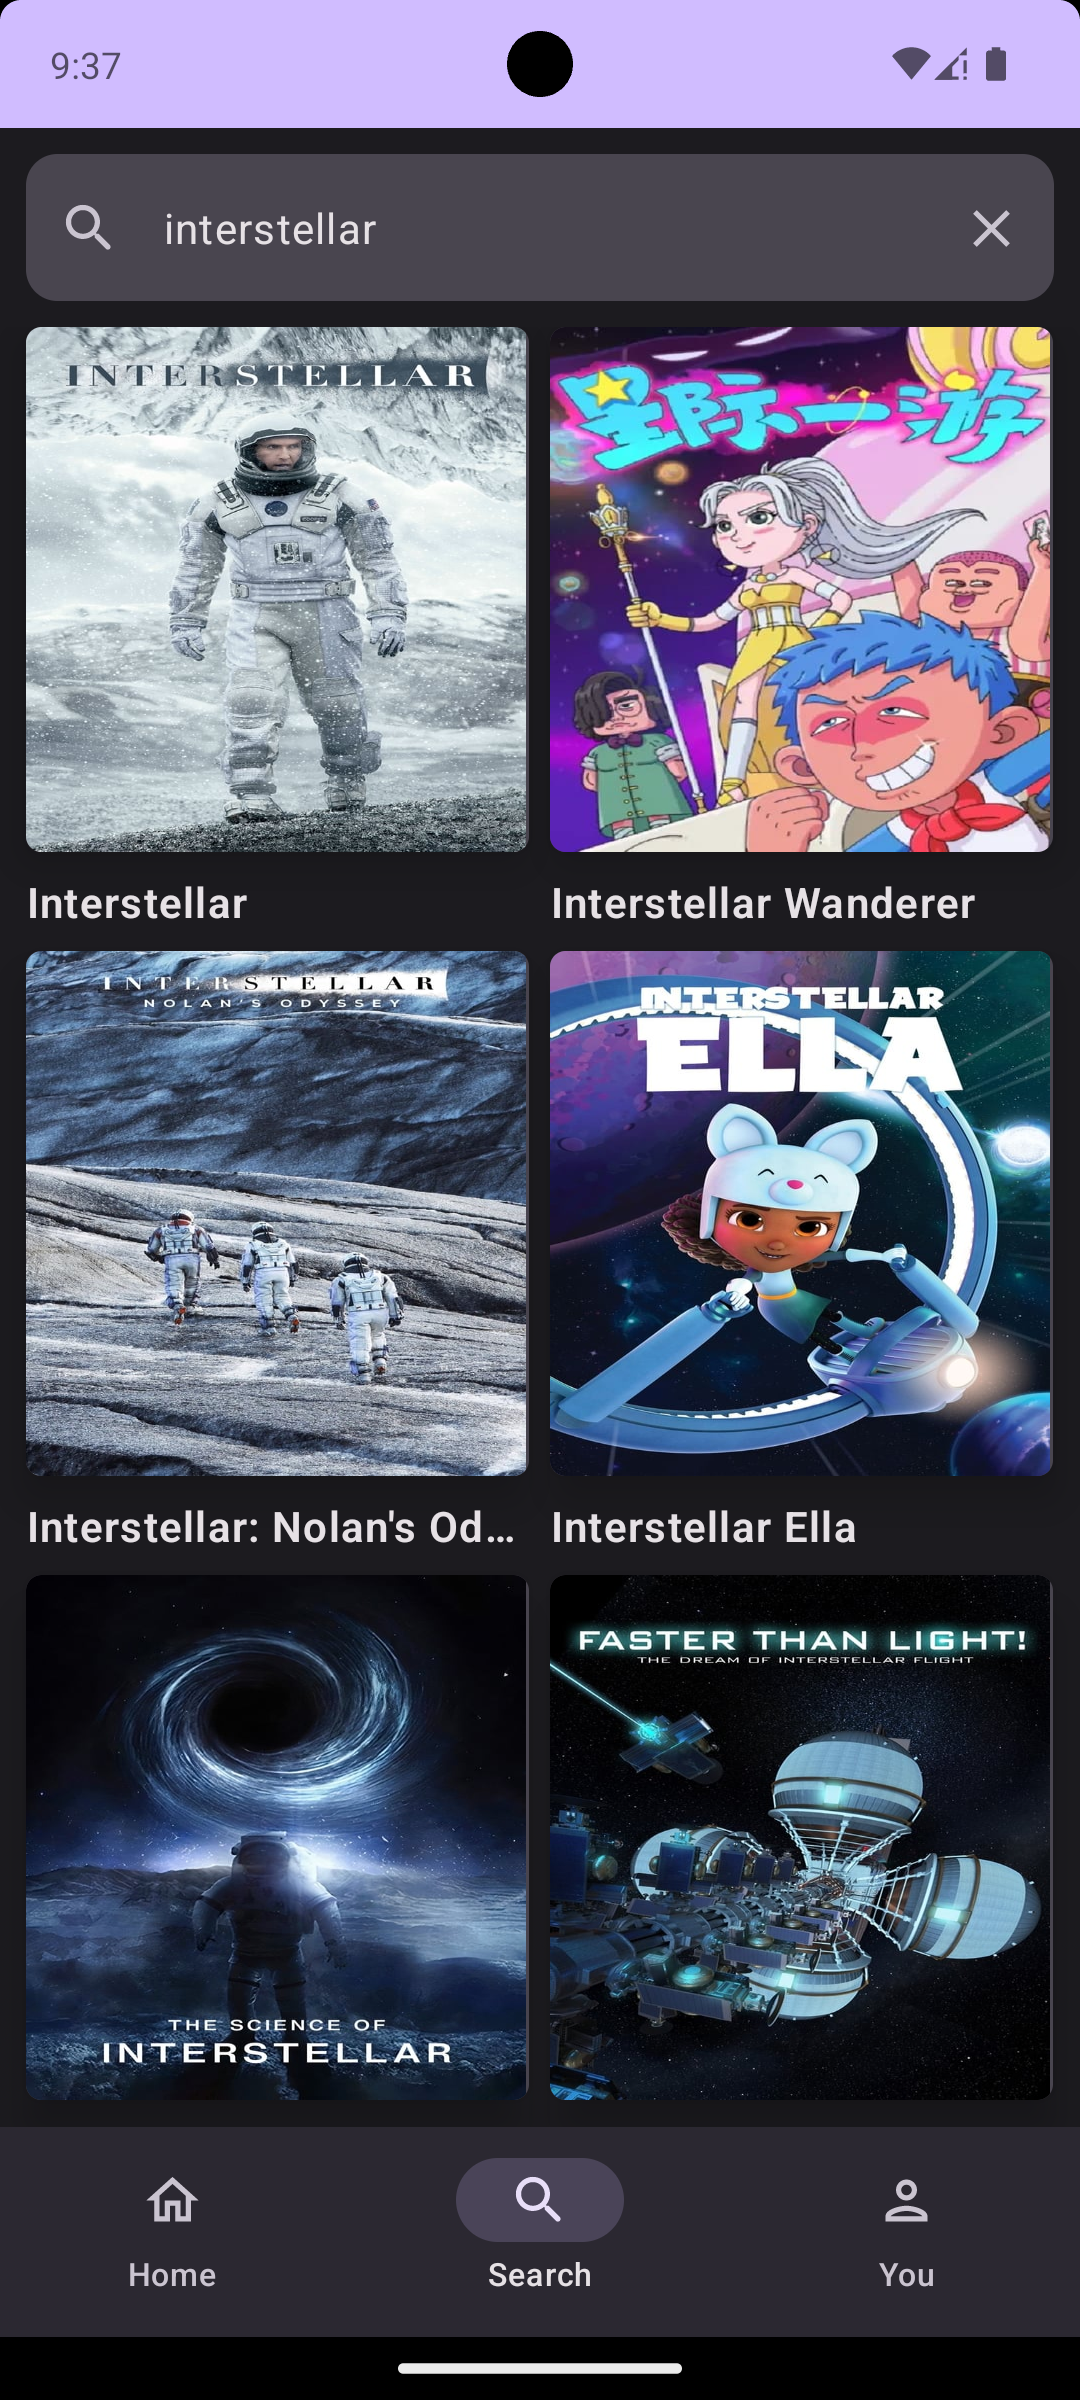 9:37
interstellar
INTERSTELLAR
星际一游
Interstellar
Interstellar Wanderer
INTERSTELLAR
NOLAN'S ODYSSEY
INTERSTELLAR
ELLA
Interstellar: Nolan's Od...
Interstellar Ella
THE SCIENCE OF
INTERSTELLAR
FASTER THAN LIGHT!
THE DREAM OF INTERSTELLAR FLIGHT
Home
Search
You